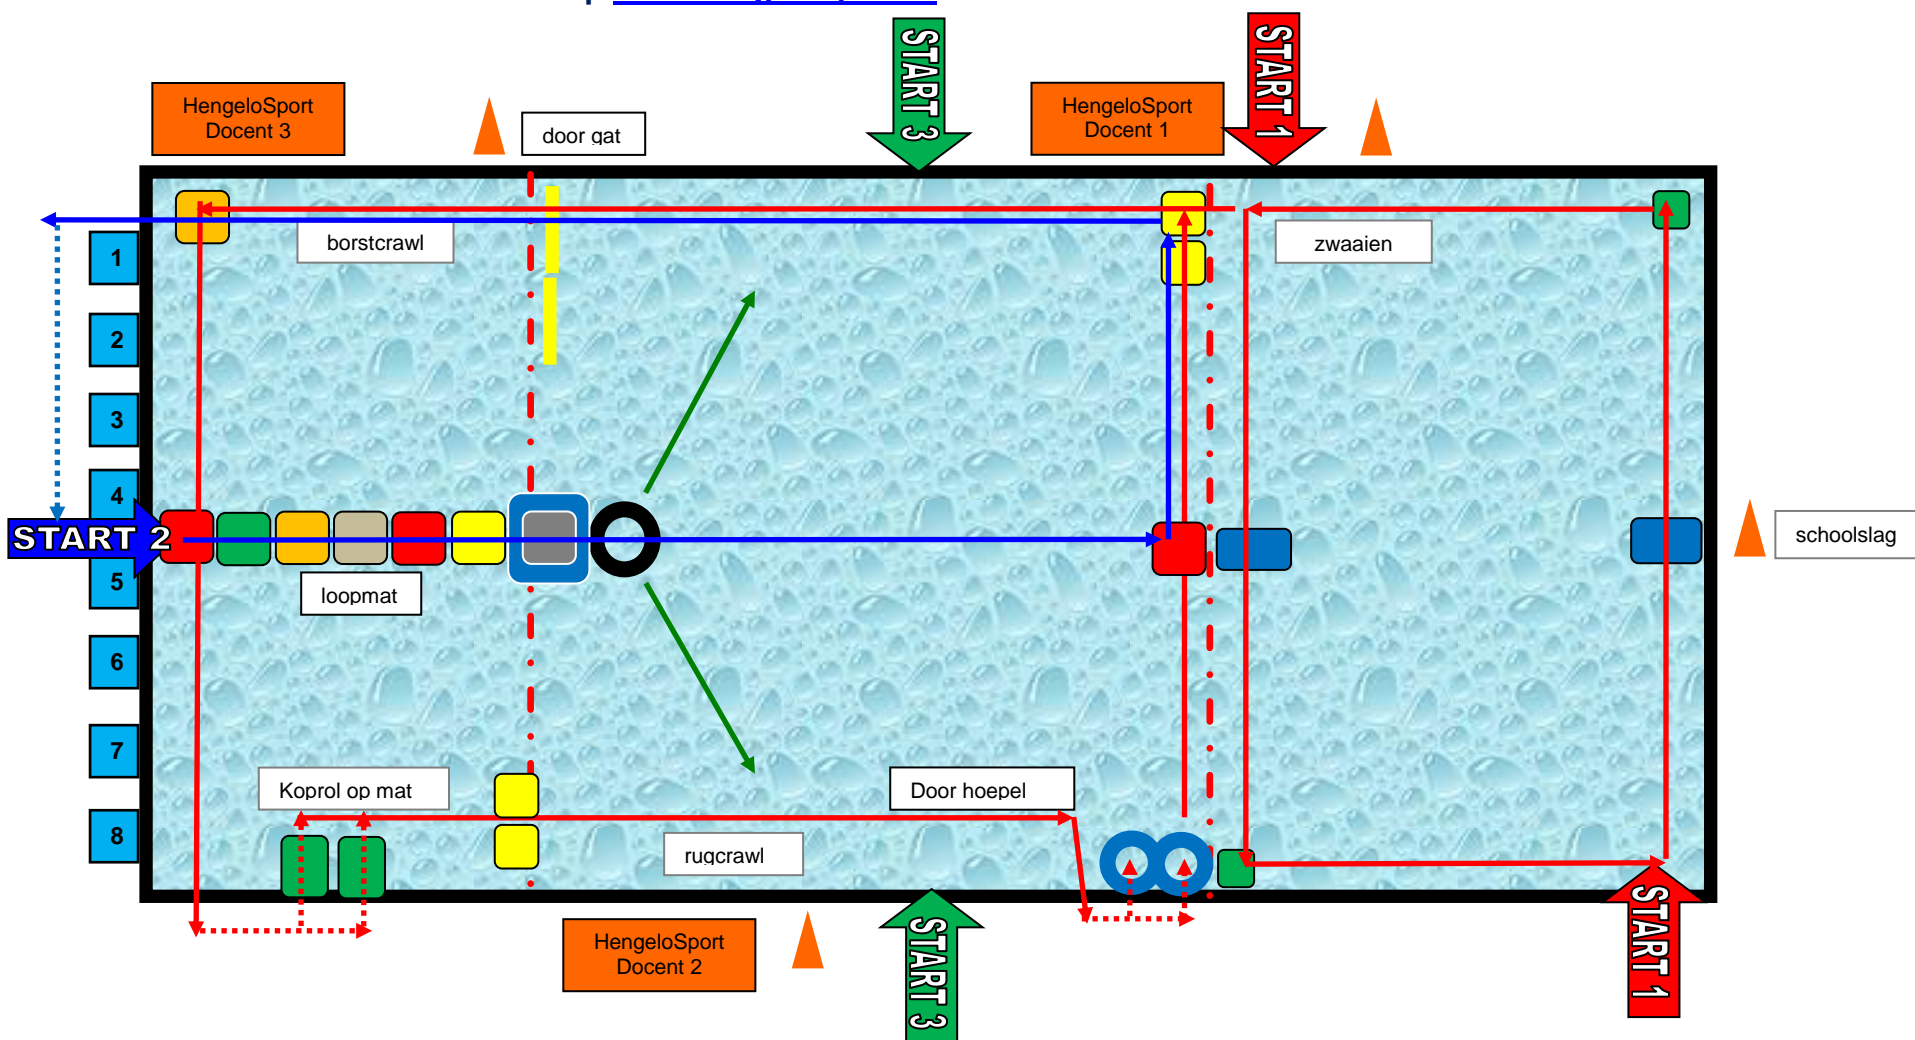 START 3
START 1
HengeloSport
Docent 3
door gat
HengeloSport
Docent 1
borstcrawl
zwaaien
1
2
3
4
START 2
schoolslag
5
loopmat
6
7
Koprol op mat
Door hoepel
8
rugcrawl
HengeloSport
Docent 2
START 3
START 1